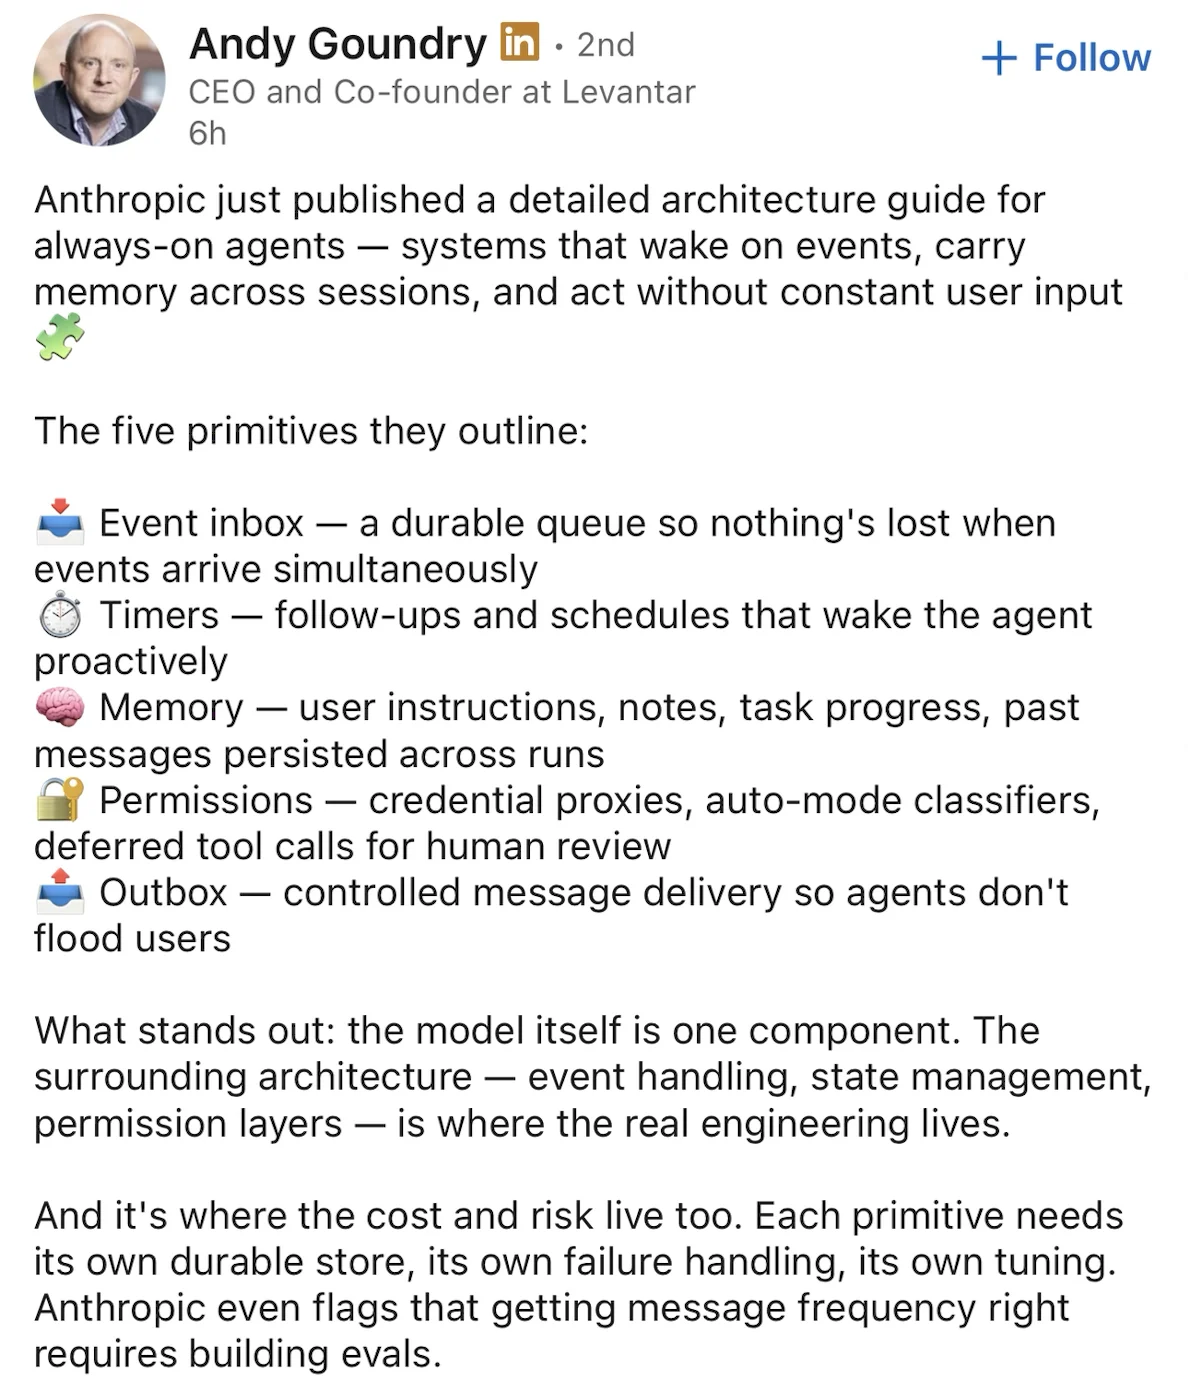 Andy Goundry in • 2nd
+ Follow
CEO and Co-founder at Levantar
6h
Anthropic just published a detailed architecture guide for
always-on agents — systems that wake on events, carry
memory across sessions, and act without constant user input
🧩
The five primitives they outline:
📥 Event inbox — a durable queue so nothing's lost when
events arrive simultaneously
⏱️ Timers — follow-ups and schedules that wake the agent
proactively
🧠 Memory — user instructions, notes, task progress, past
messages persisted across runs
🔐 Permissions — credential proxies, auto-mode classifiers,
deferred tool calls for human review
📤 Outbox — controlled message delivery so agents don't
flood users
What stands out: the model itself is one component. The
surrounding architecture — event handling, state management,
permission layers — is where the real engineering lives.
And it's where the cost and risk live too. Each primitive needs
its own durable store, its own failure handling, its own tuning.
Anthropic even flags that getting message frequency right
requires building evals.